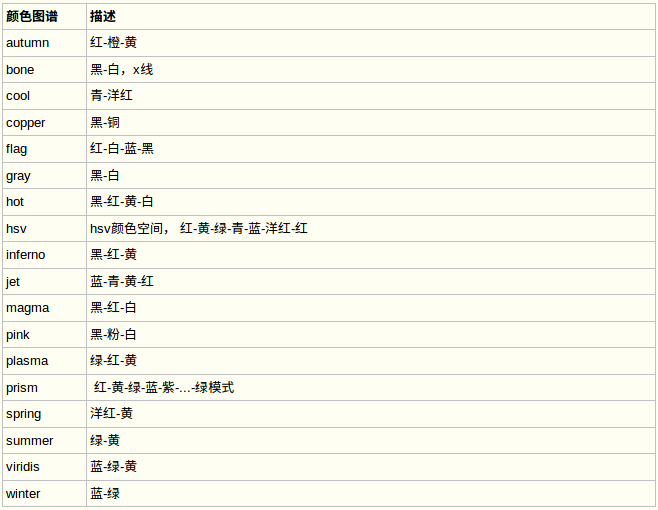 颜色图谱 描述
autumn 红-橙-黄
bone 黑-白，x线
cool 青-洋红
copper 黑-铜
flag 红-白-蓝-黑
gray 黑-白
hot 黑-红-黄-白
hsv hsv颜色空间， 红-黄-绿-青-蓝-洋红-红
inferno 黑-红-黄
jet 蓝-青-黄-红
magma 黑-红-白
pink 黑-粉-白
plasma 绿-红-黄
prism 红-黄-绿-蓝-紫-...-绿模式
spring 洋红-黄
summer 绿-黄
viridis 蓝-绿-黄
winter 蓝-绿